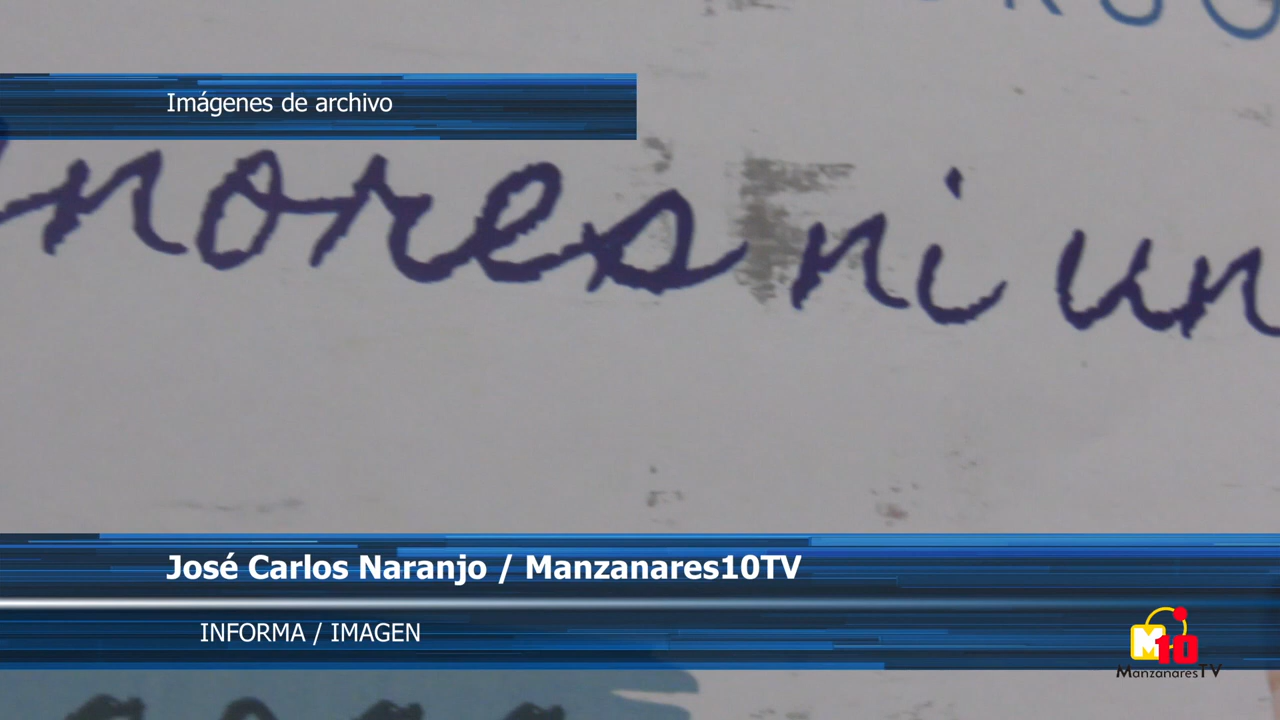 Imágenes de archivo
nores ni un
José Carlos Naranjo / Manzanares10TV
INFORMA / IMAGEN
M10
ManzanaresTV